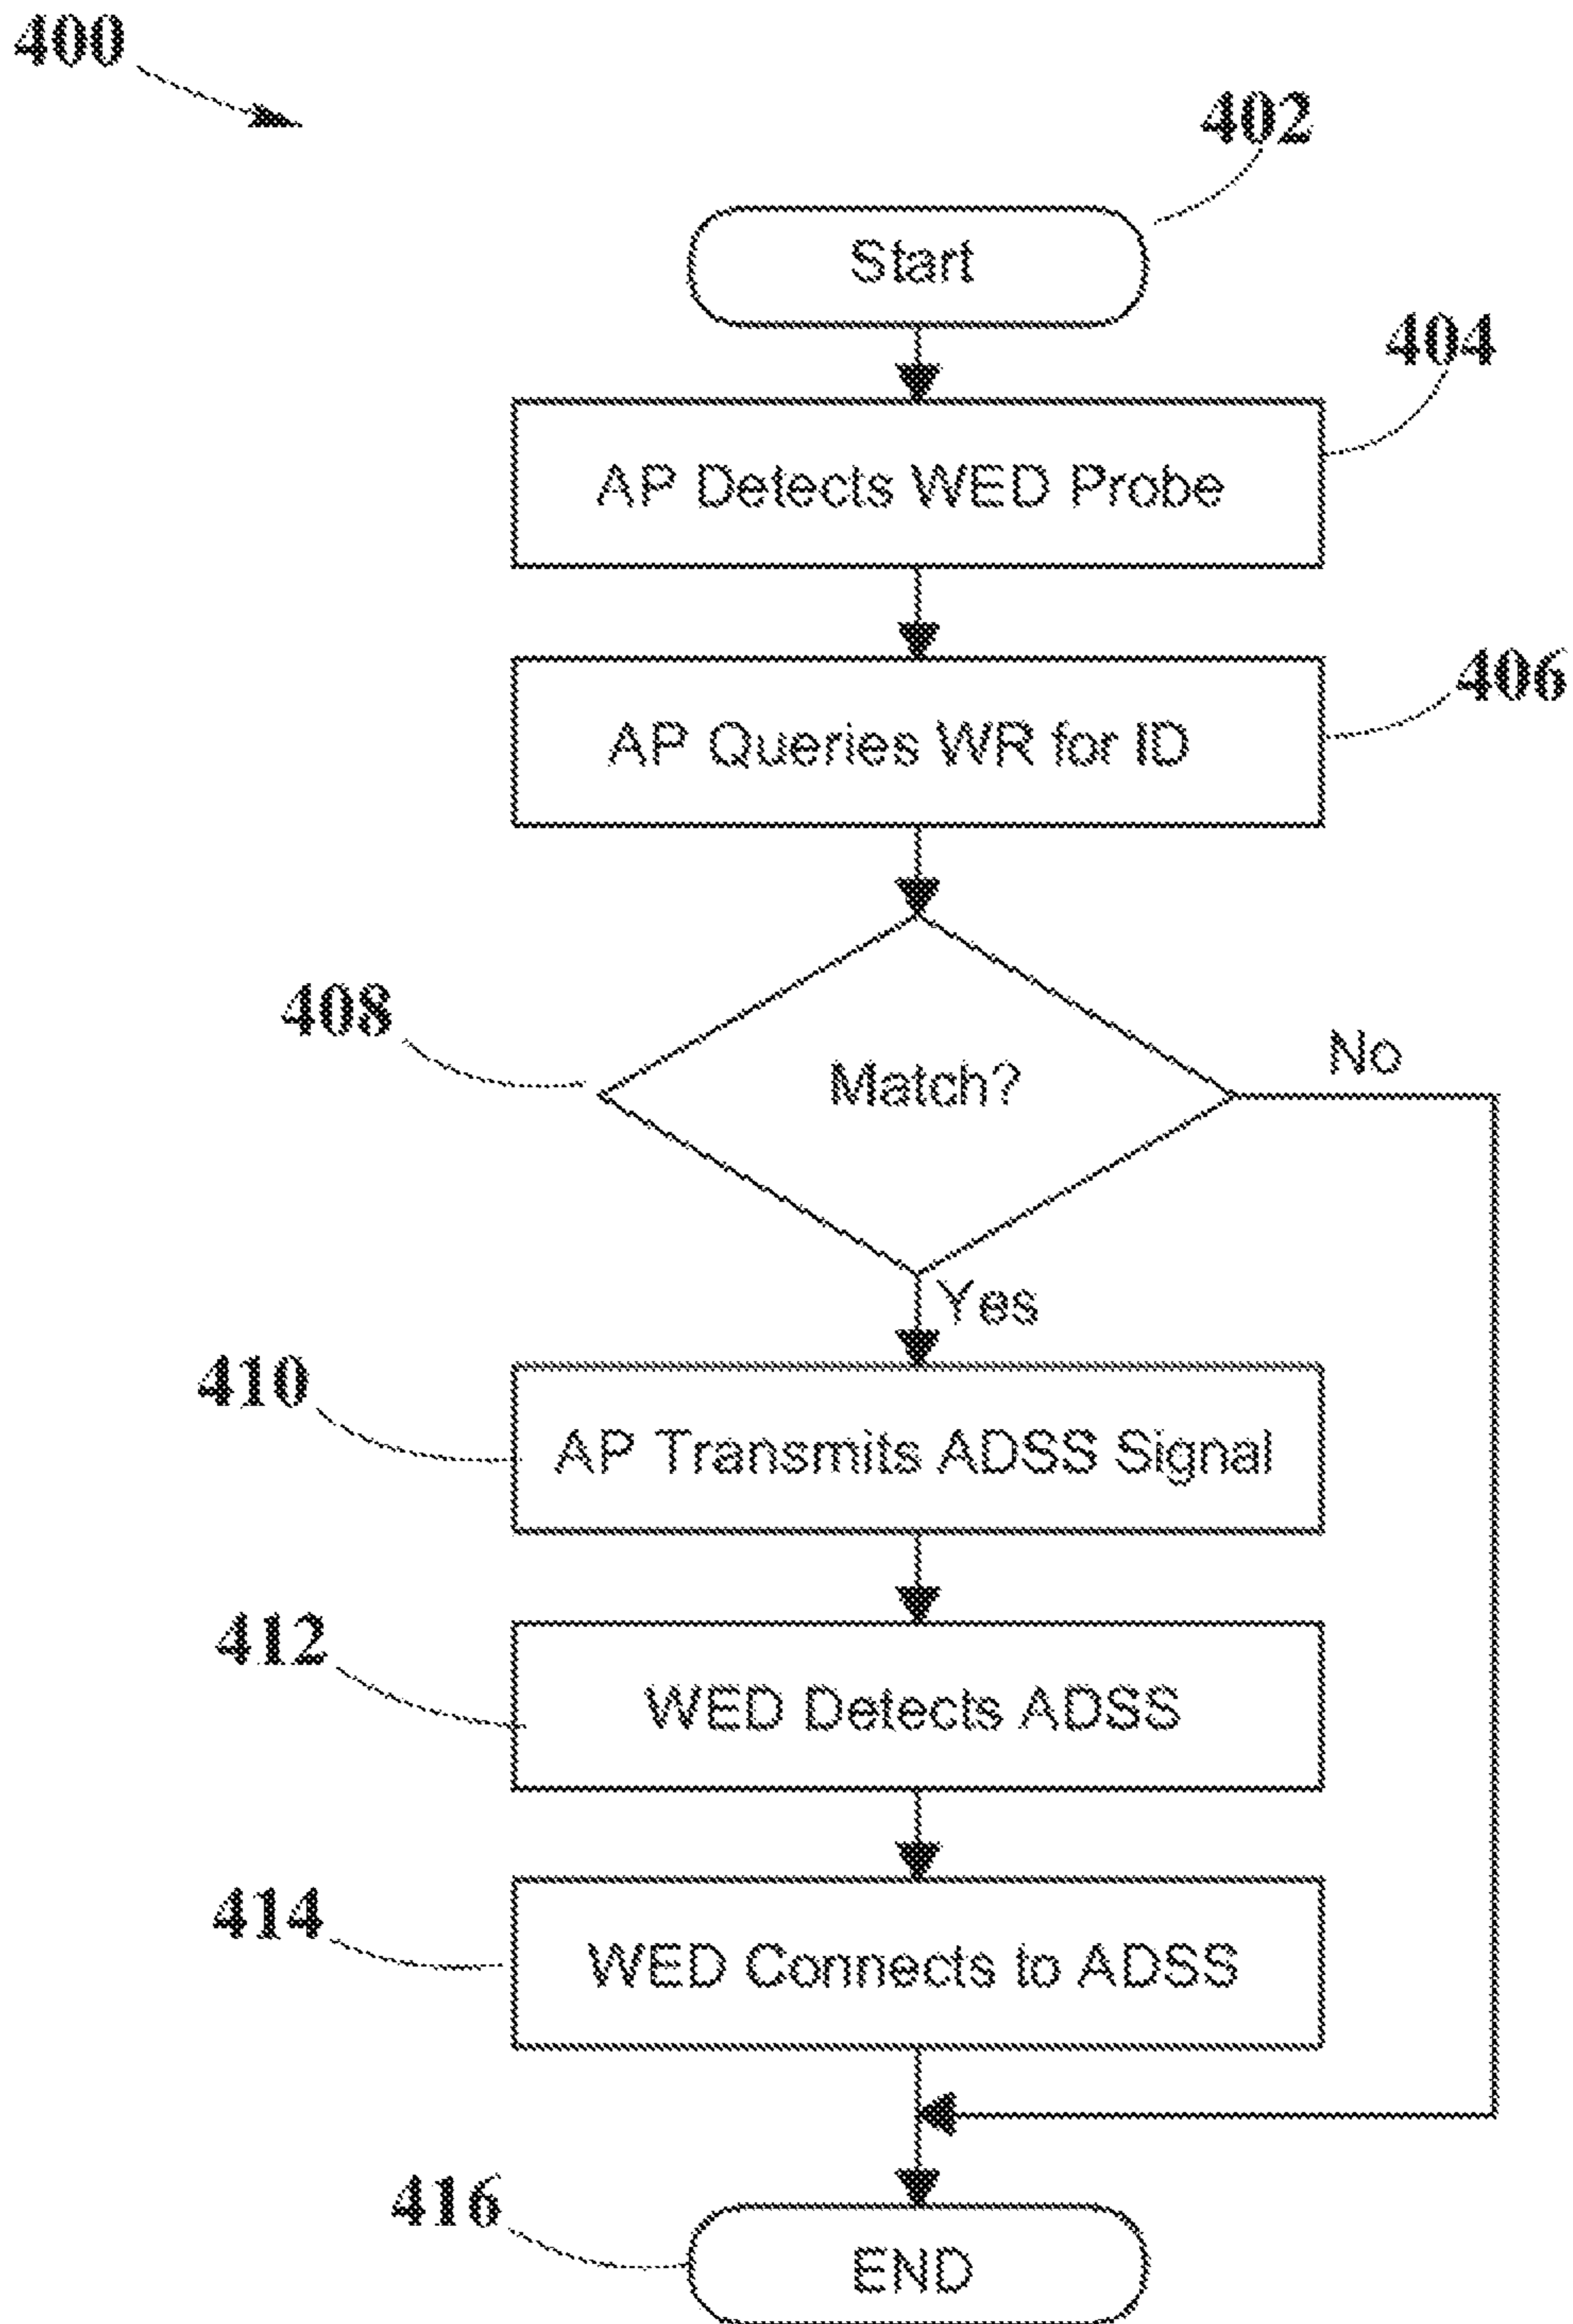 400
402
Start
404
AP Detects WED Probe
406
AP Queries WR for ID
408
Match?
No
Yes
410
AP Transmits ADSS Signal
412
WED Detects ADSS
414
WED Connects to ADSS
416
END